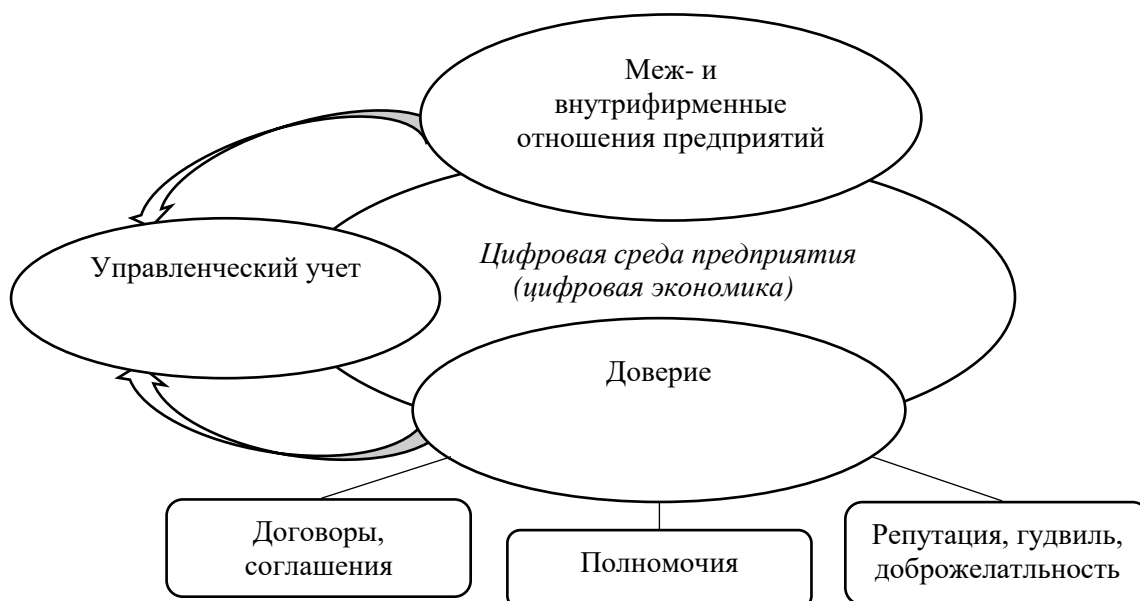 Меж- и
внутрифирменные
отношения предприятий
Управленческий учет
Цифровая среда предприятия
(цифровая экономика)
Доверие
Договоры,
соглашения
Полномочия
Репутация, гудвиль,
доброжелатльность